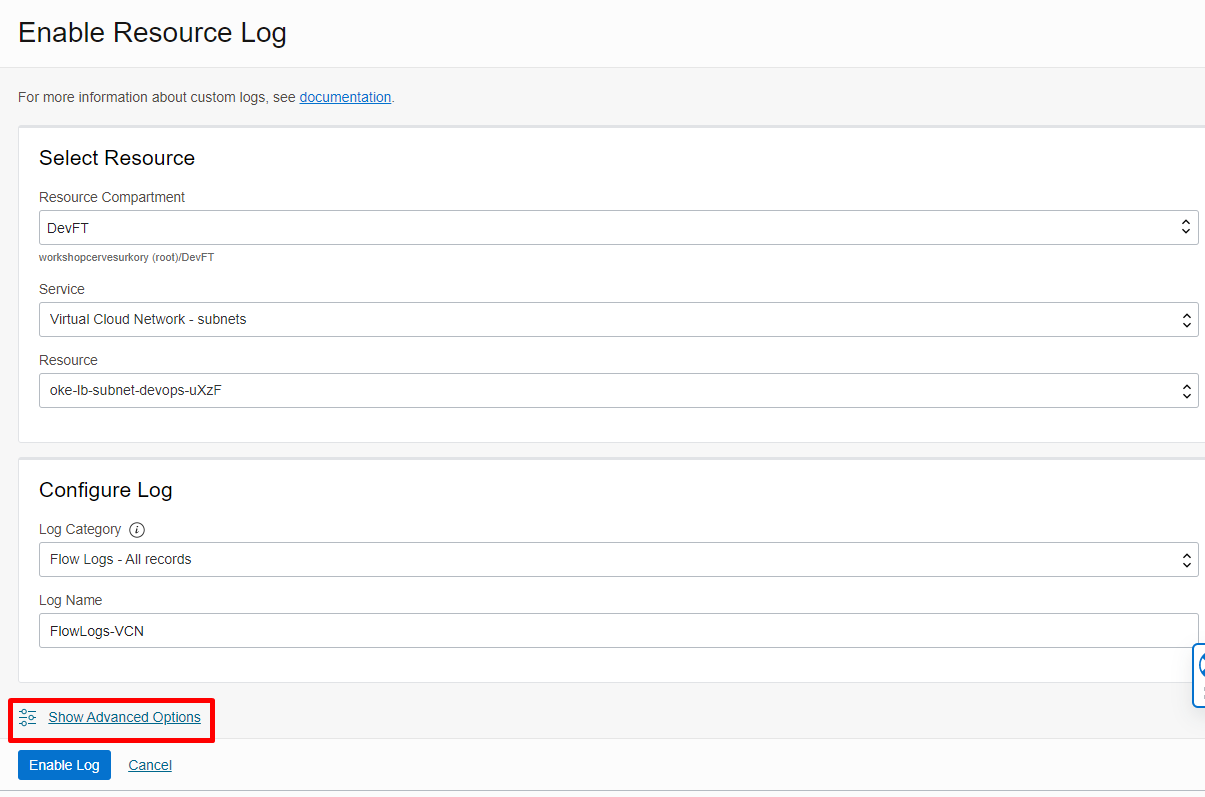 Enable Resource Log
For more information about custom logs, see documentation.
Select Resource
Resource Compartment
DevFT
workshopcervesurkory (root)/DevFT
Service
Virtual Cloud Network - subnets
Resource
oke-lb-subnet-devops-uXzF
Configure Log
Log Category
Flow Logs - All records
Log Name
FlowLogs-VCN
Show Advanced Options
Enable Log Cancel